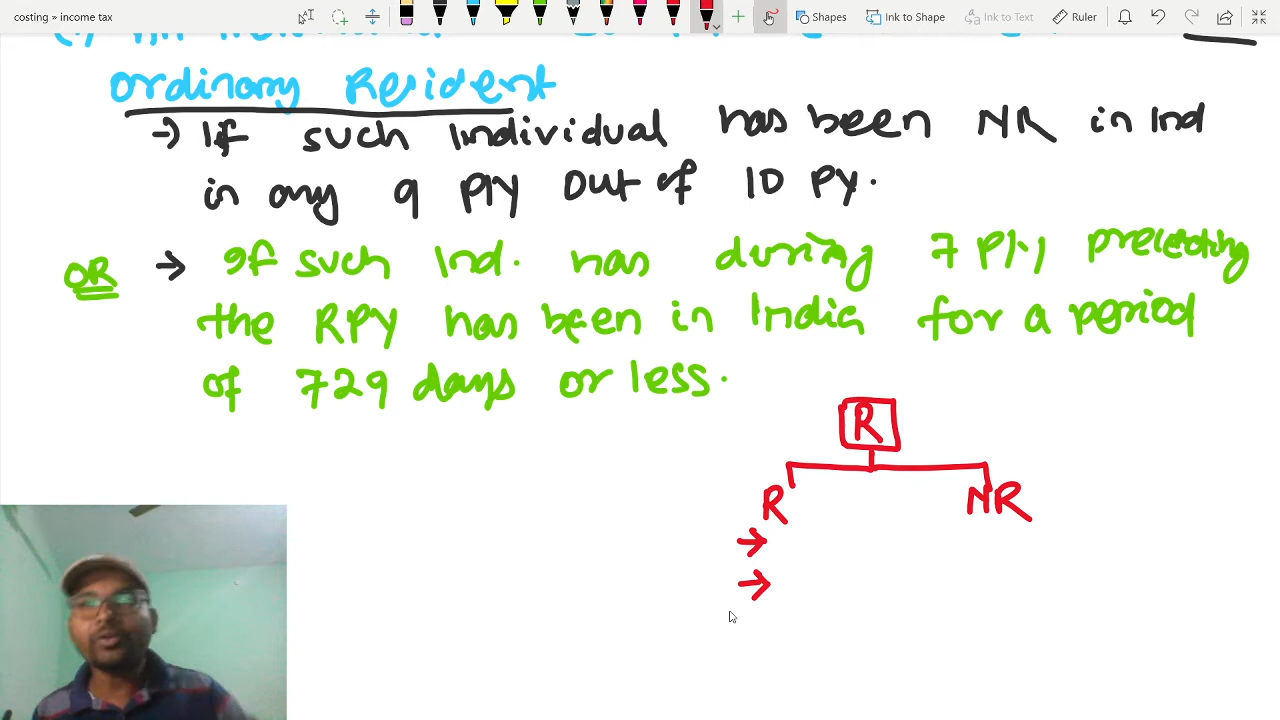 costing » income tax
Shapes
Ink to Shape
Ink to Text
Ruler
ordinary Resident
→ If such Individual has been NR in Ind
in any 9 P/Y out of 10 PY.
OR → If such Ind. has during 7 P.Y preceding
the RPY has been in India for a period
of 729 days or less.
R
R NR
→
→